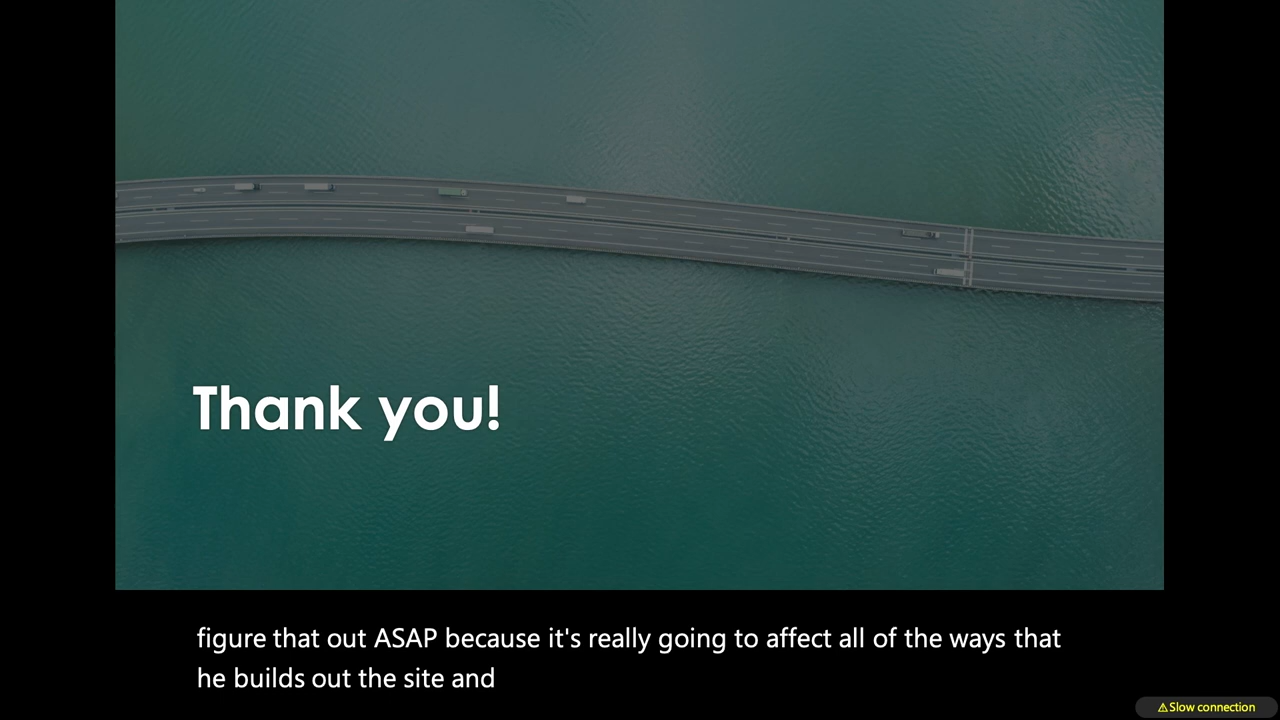 Thank you!
figure that out ASAP because it's really going to affect all of the ways that
he builds out the site and
⚠Slow connection